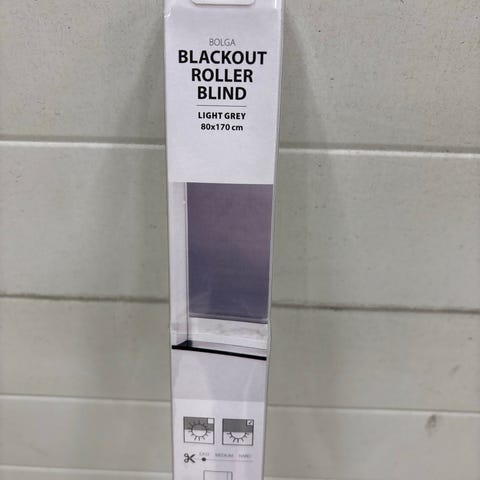 BOLGA
BLACKOUT
ROLLER
BLIND
LIGHT GREY
80x170 cm
EASY MEDIUM HARD